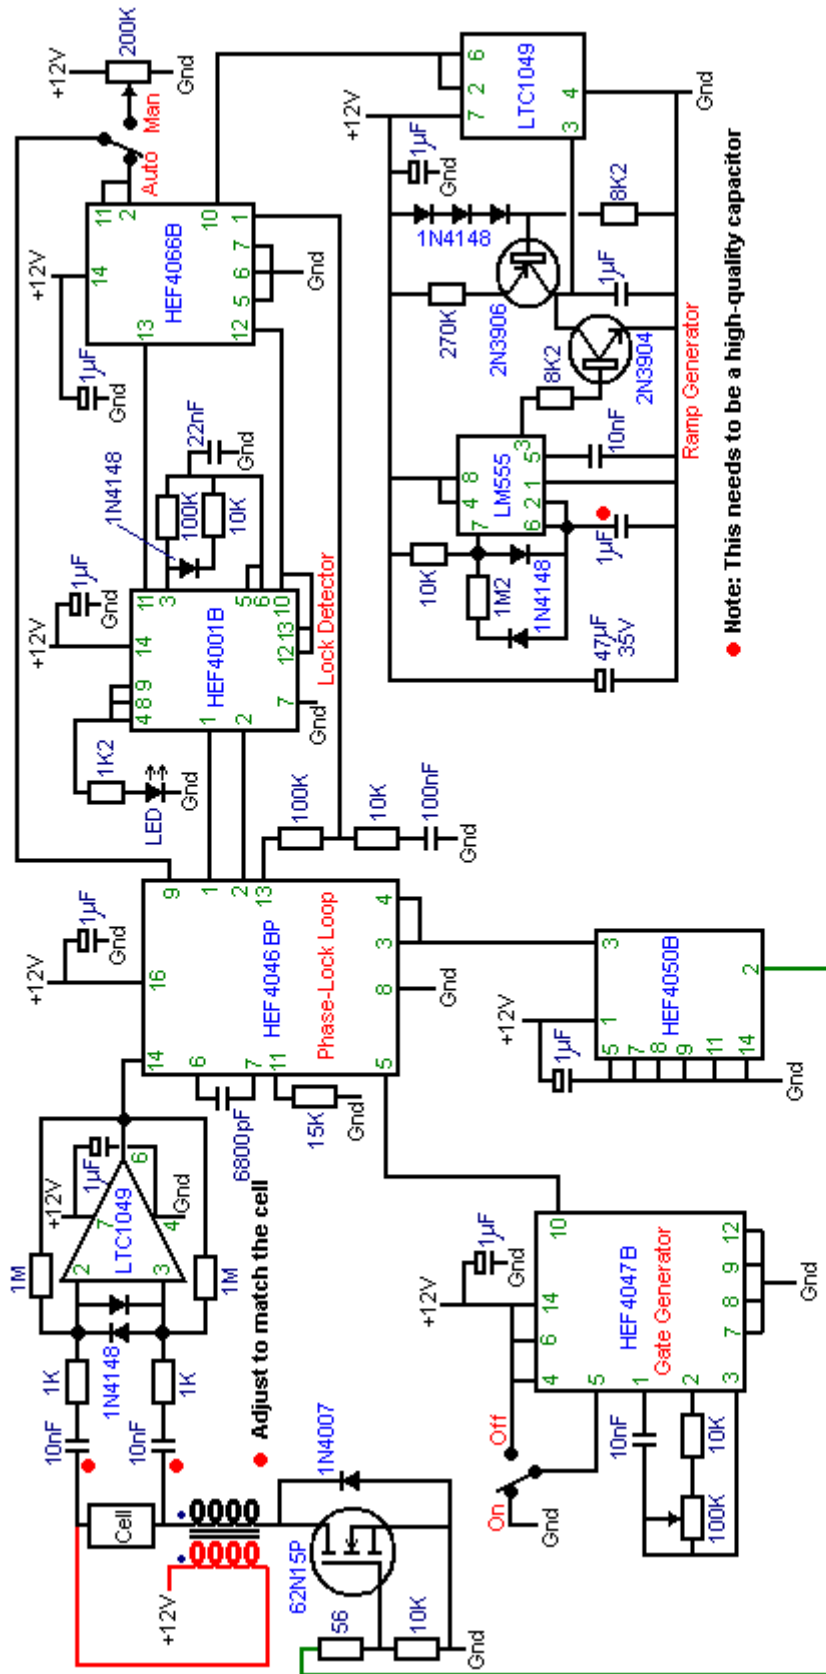 +12V
200K
Gnd
Man
Auto
11
2
10
1
7
6
5
12
13
14
HEF4066B
+12V
1µF
Gnd
Gnd
6
2
7
3
4
LTC1049
+12V
1µF
Gnd
Gnd
1N4148
8K2
1µF
2N3906
270K
2N3904
8K2
Ramp Generator
10nF
LM555
8
4
7
3
5
1
2
6
10K
1M2
1N4148
1µF
47µF
35V
Note: This needs to be a high-quality capacitor
22nF
Gnd
1N4148
100K
10K
+12V
1µF
Gnd
11
3
5
6
10
13
12
7
14
9
8
4
1
2
HEF4001B
Lock Detector
Gnd
1K2
LED
Gnd
100K
10K
100nF
Gnd
+12V
1µF
Gnd
9
1
2
13
4
3
8
5
16
14
6
7
11
HEF4046BP
Phase-Lock Loop
Gnd
6800pF
15K
Gnd
3
2
1
5
7
8
9
11
14
HEF4050B
+12V
1µF
Gnd
+12V
1µF
Gnd
7
6
4
2
3
LTC1049
1M
1M
1N4148
1K
1K
10nF
10nF
Adjust to match the cell
Cell
+12V
1N4007
62N15P
56
10K
Gnd
+12V
1µF
Gnd
10
14
6
4
5
1
2
3
7
8
9
12
HEF4047B
Gate Generator
Gnd
Off
On
Gnd
10nF
10K
100K